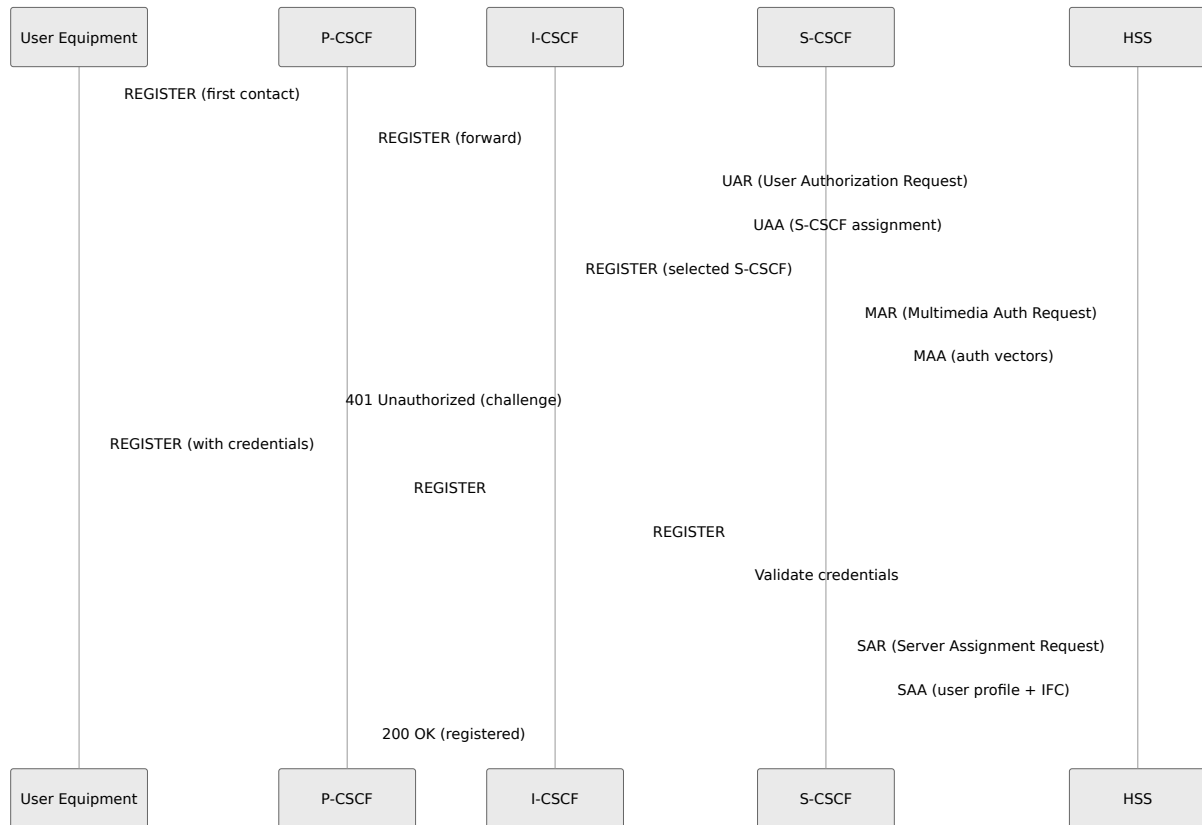 User Equipment
P-CSCF
I-CSCF
S-CSCF
HSS
REGISTER (first contact)
REGISTER (forward)
UAR (User Authorization Request)
UAA (S-CSCF assignment)
REGISTER (selected S-CSCF)
MAR (Multimedia Auth Request)
MAA (auth vectors)
401 Unauthorized (challenge)
REGISTER (with credentials)
REGISTER
REGISTER
Validate credentials
SAR (Server Assignment Request)
SAA (user profile + IFC)
200 OK (registered)
User Equipment
P-CSCF
I-CSCF
S-CSCF
HSS